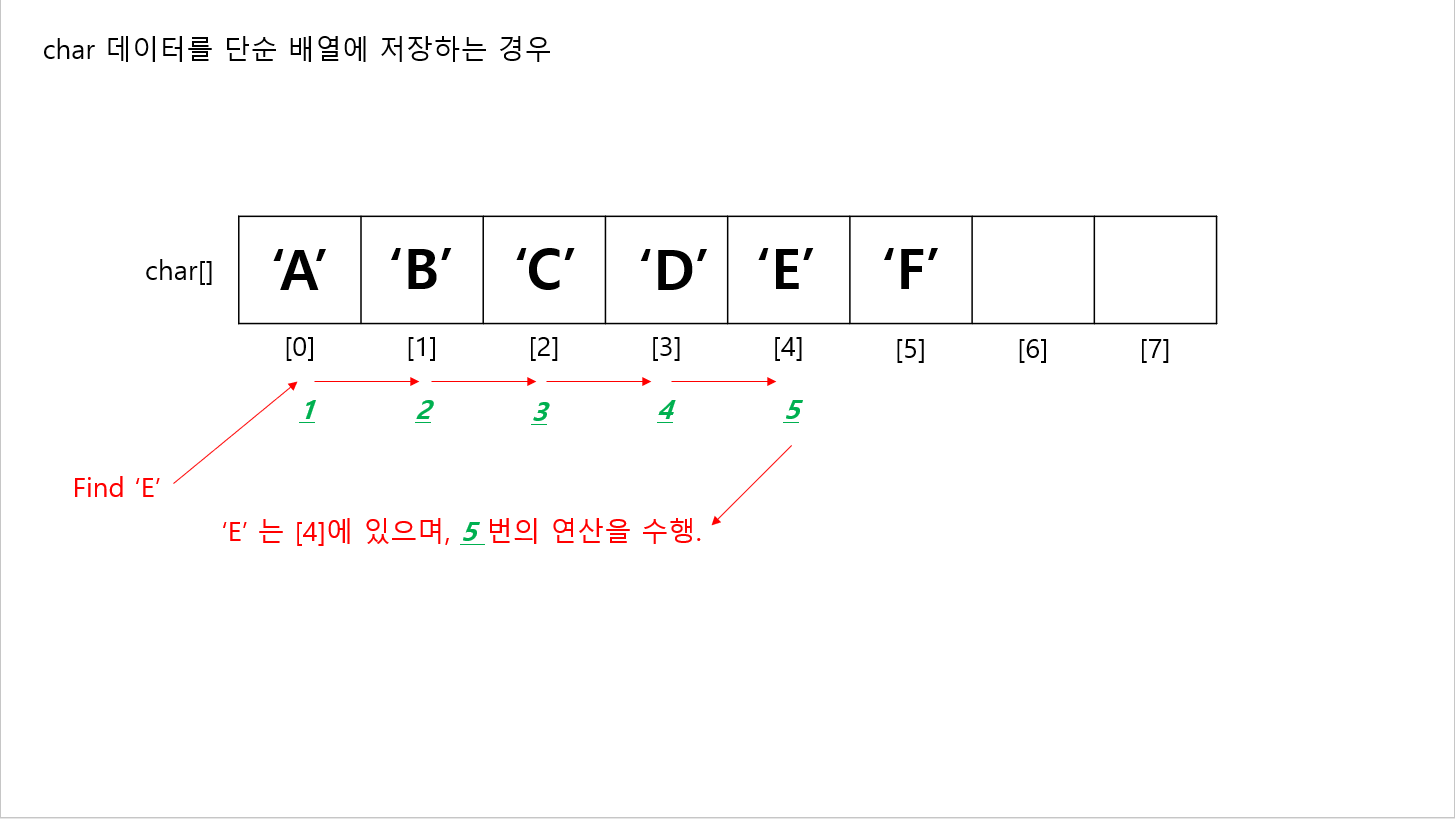 char 데이터를 단순 배열에 저장하는 경우
char[] ‘A’ ‘B’ ‘C’ ‘D’ ‘E’ ‘F’
[0] [1] [2] [3] [4] [5] [6] [7]
1 2 3 4 5
Find ‘E’
‘E’ 는 [4]에 있으며, 5 번의 연산을 수행.